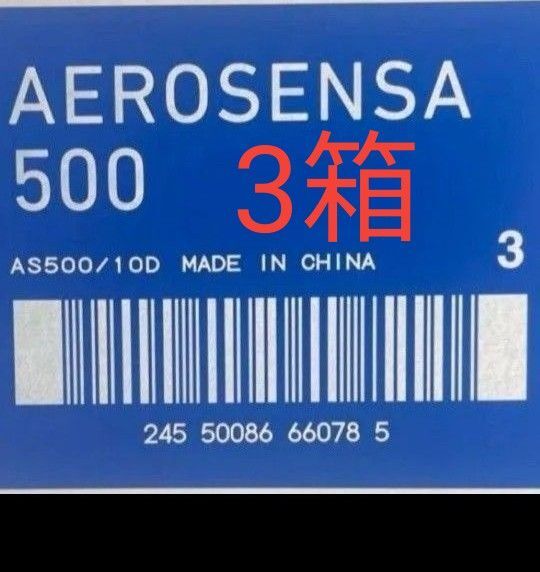 AEROSENSA
500
3箱
AS500/10D MADE IN CHINA
3
245 50086 66078 5